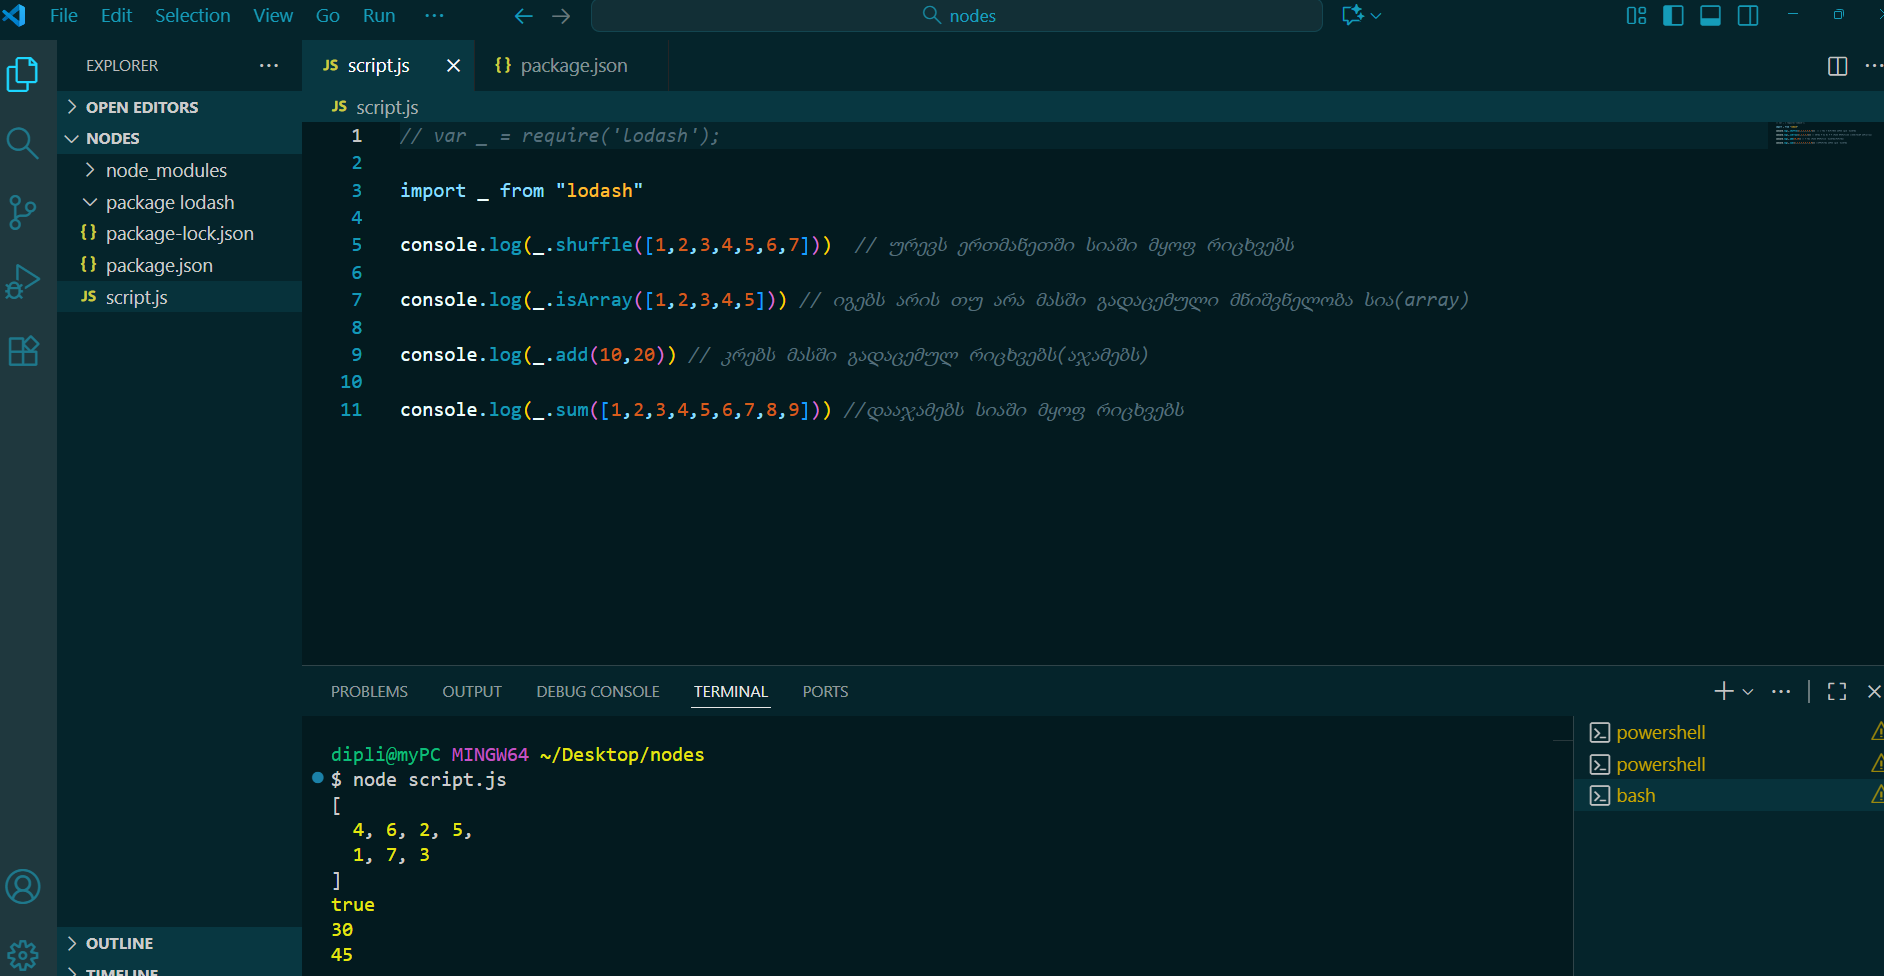 File Edit Selection View Go Run ··· nodes
EXPLORER ···
OPEN EDITORS
NODES
node_modules
package lodash
{} package-lock.json
{} package.json
JS script.js
OUTLINE
TIMELINE
JS script.js {} package.json
JS script.js
1 // var _ = require('lodash');
2
3 import _ from "lodash"
4
5 console.log(_.shuffle([1,2,3,4,5,6,7])) // ურევს ერთმანეთში სიაში მყოფ რიცხვებს
6
7 console.log(_.isArray([1,2,3,4,5])) // იგებს არის თუ არა მასში გადაცემული მნიშვნელობა სია(array)
8
9 console.log(_.add(10,20)) // კრებს მასში გადაცემულ რიცხვებს(აჯამებს)
10
11 console.log(_.sum([1,2,3,4,5,6,7,8,9])) //დააჯამებს სიაში მყოფ რიცხვებს
PROBLEMS OUTPUT DEBUG CONSOLE TERMINAL PORTS
dipli@myPC MINGW64 ~/Desktop/nodes
$ node script.js
[
4, 6, 2, 5,
1, 7, 3
]
true
30
45
powershell
powershell
bash